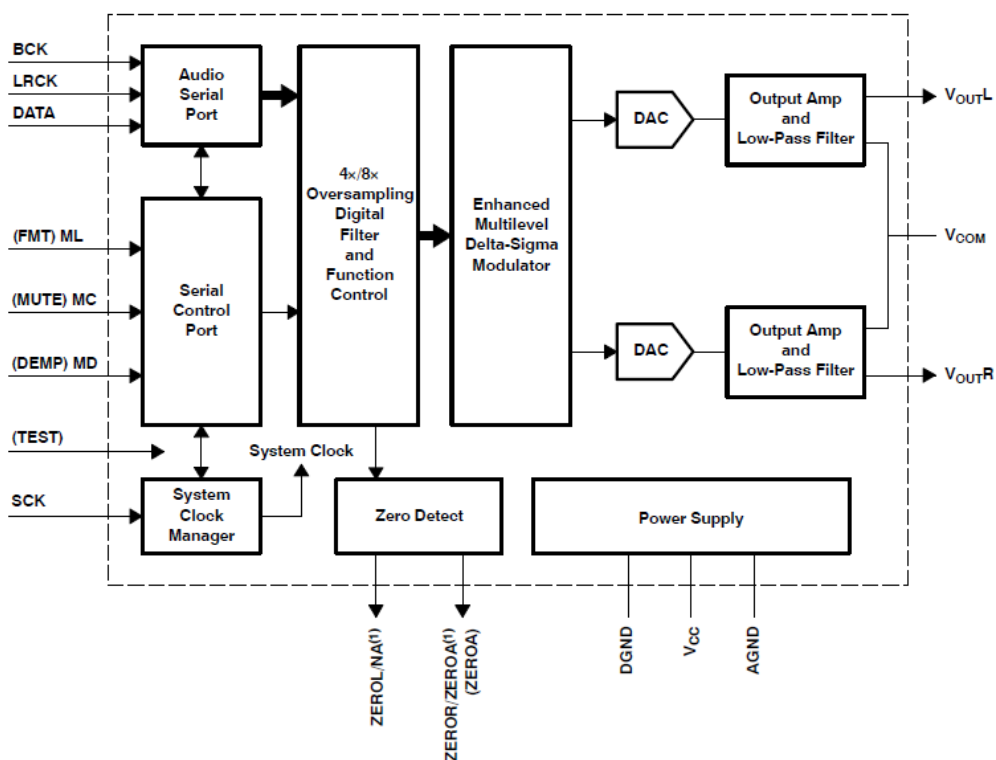 BCK
LRCK
DATA
Audio
Serial
Port
(FMT) ML
(MUTE) MC
(DEMP) MD
Serial
Control
Port
(TEST)
SCK
System
Clock
Manager
System Clock
4x/8x
Oversampling
Digital
Filter
and
Function
Control
Enhanced
Multilevel
Delta-Sigma
Modulator
DAC
Output Amp
and
Low-Pass Filter
VOUTL
VCOM
DAC
Output Amp
and
Low-Pass Filter
VOUTR
Zero Detect
Power Supply
ZEROL/NA(1)
ZEROR/ZEROA(1)
(ZEROA)
DGND
VCC
AGND